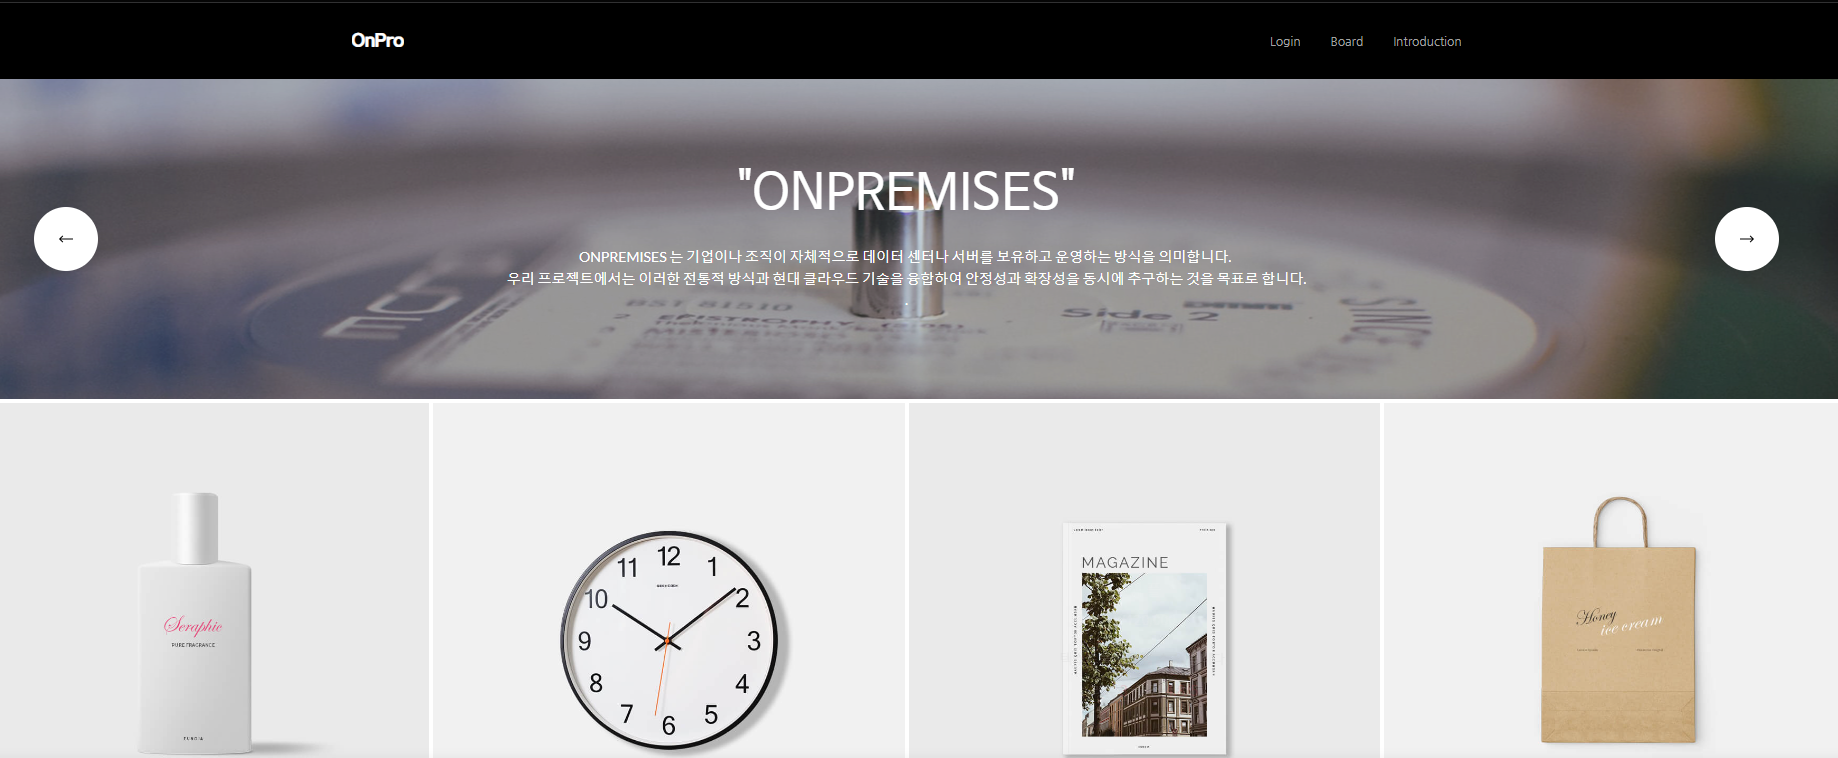 OnPro
Login Board Introduction
"ONPREMISES"
ONPREMISES 는 기업이나 조직이 자체적으로 데이터 센터나 서버를 보유하고 운영하는 방식을 의미합니다.
우리 프로젝트에서는 이러한 전통적 방식과 현대 클라우드 기술을 융합하여 안정성과 확장성을 동시에 추구하는 것을 목표로 합니다.
.
BST 81510
EPISTROPHY
Side 2
Seraphic
PURE FRAGRANCE
12
11
1
10
2
9
3
8
4
7
5
6
MAGAZINE
Honey
ice cream